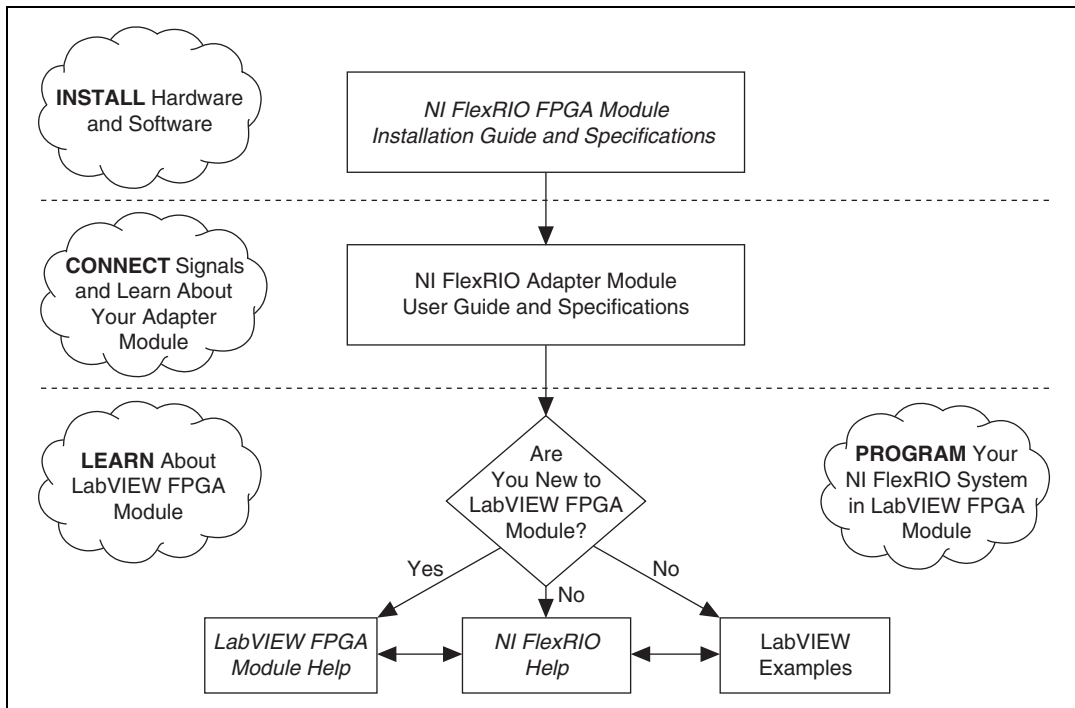 INSTALL Hardware
and Software
NI FlexRIO FPGA Module
Installation Guide and Specifications
CONNECT Signals
and Learn About
Your Adapter
Module
NI FlexRIO Adapter Module
User Guide and Specifications
LEARN About
LabVIEW FPGA
Module
Are
You New to
LabVIEW FPGA
Module?
PROGRAM Your
NI FlexRIO System
in LabVIEW FPGA
Module
Yes
No
No
LabVIEW FPGA
Module Help
NI FlexRIO
Help
LabVIEW
Examples